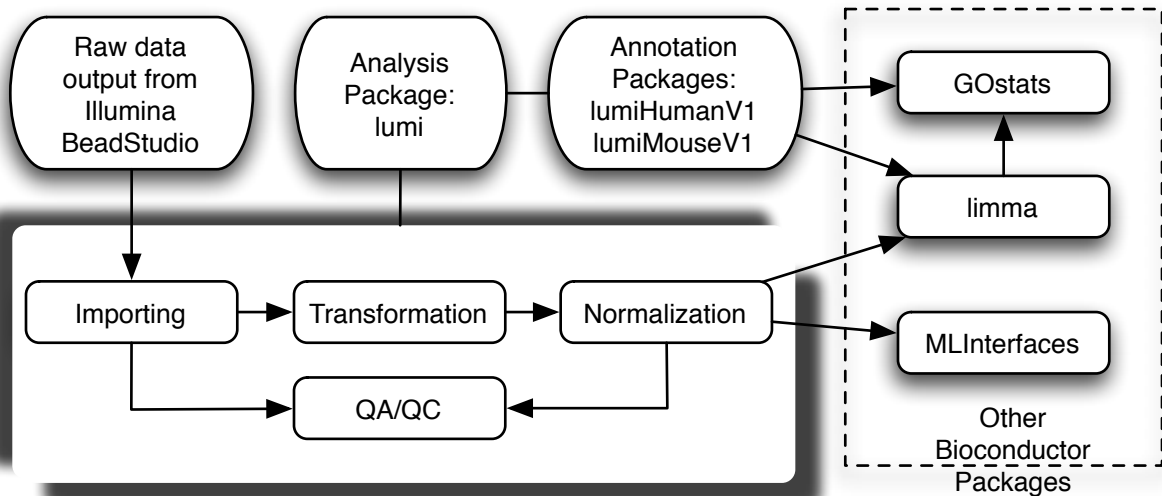 Raw data
output from
Illumina
BeadStudio
Analysis
Package:
lumi
Annotation
Packages:
lumiHumanV1
lumiMouseV1
GOstats
limma
Importing
Transformation
Normalization
MLInterfaces
QA/QC
Other
Bioconductor
Packages